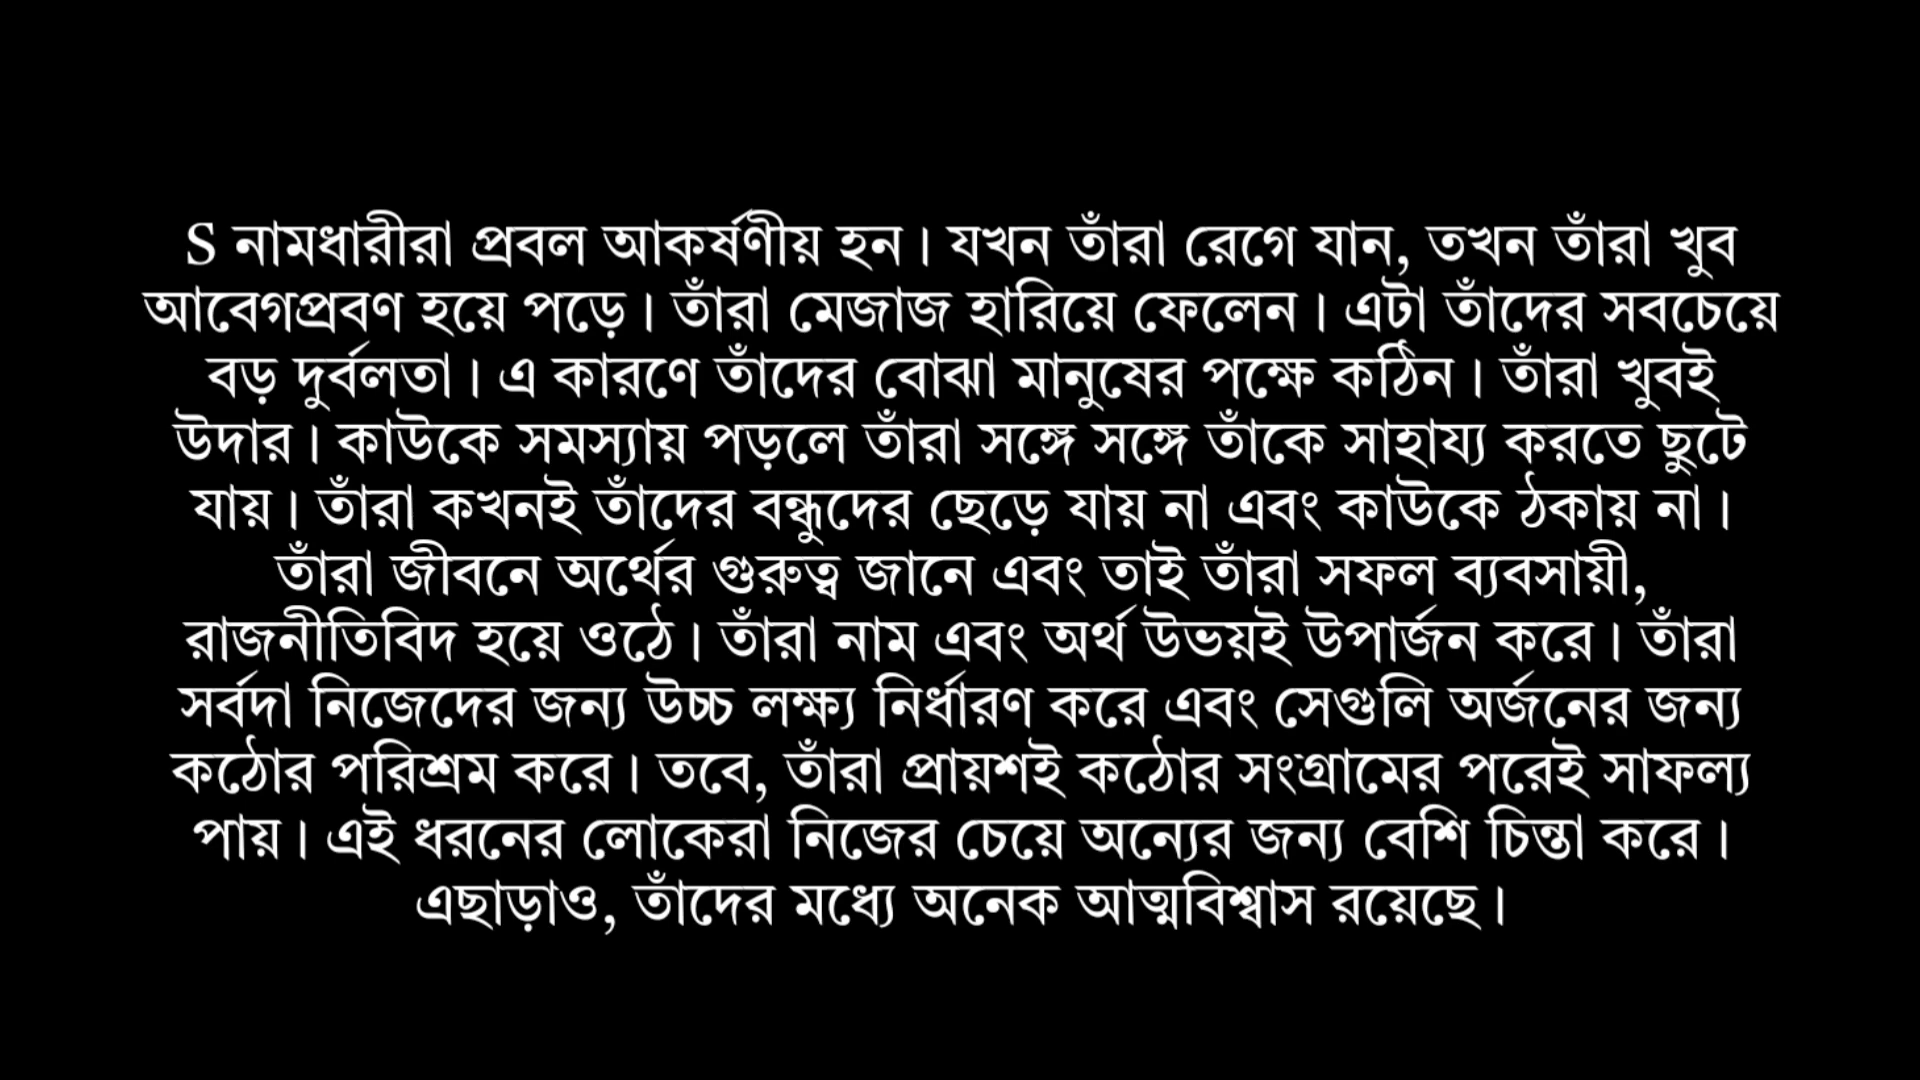 S নামধারীরা প্রবল আকর্ষণীয় হন। যখন তাঁরা রেগে যান, তখন তাঁরা খুব
আবেগপ্রবণ হয়ে পড়ে। তাঁরা মেজাজ হারিয়ে ফেলেন। এটা তাঁদের সবচেয়ে
বড় দুর্বলতা। এ কারণে তাঁদের বোঝা মানুষের পক্ষে কঠিন। তাঁরা খুবই
উদার। কাউকে সমস্যায় পড়লে তাঁরা সঙ্গে সঙ্গে তাঁকে সাহায্য করতে ছুটে
যায়। তাঁরা কখনই তাঁদের বন্ধুদের ছেড়ে যায় না এবং কাউকে ঠকায় না।
তাঁরা জীবনে অর্থের গুরুত্ব জানে এবং তাই তাঁরা সফল ব্যবসায়ী,
রাজনীতিবিদ হয়ে ওঠে। তাঁরা নাম এবং অর্থ উভয়ই উপার্জন করে। তাঁরা
সর্বদা নিজেদের জন্য উচ্চ লক্ষ্য নির্ধারণ করে এবং সেগুলি অর্জনের জন্য
কঠোর পরিশ্রম করে। তবে, তাঁরা প্রায়শই কঠোর সংগ্রামের পরেই সাফল্য
পায়। এই ধরনের লোকেরা নিজের চেয়ে অন্যের জন্য বেশি চিন্তা করে।
এছাড়াও, তাঁদের মধ্যে অনেক আত্মবিশ্বাস রয়েছে।